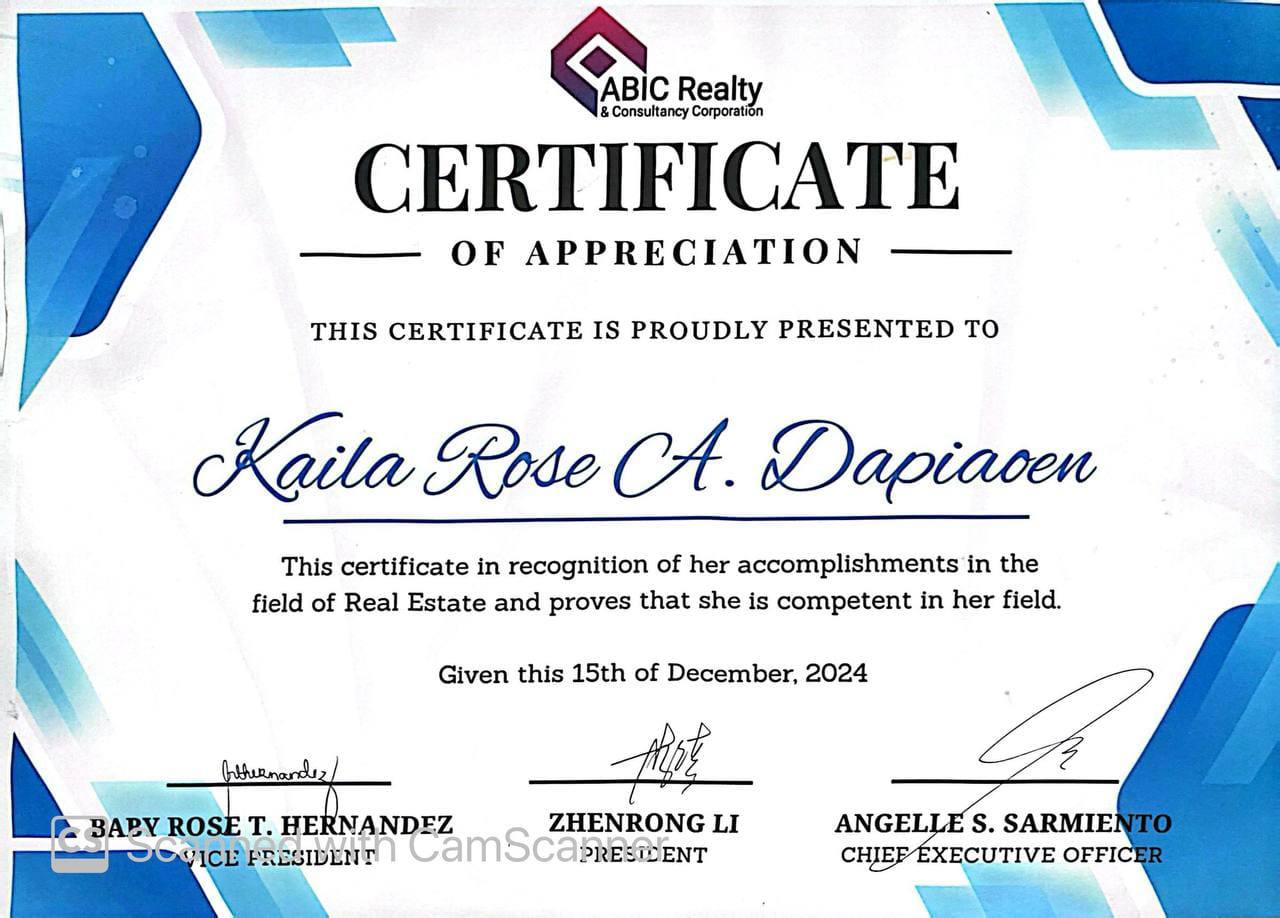 ABIC Realty
& Consultancy Corporation
CERTIFICATE
OF APPRECIATION
THIS CERTIFICATE IS PROUDLY PRESENTED TO
Kaila Rose A. Dapiaoen
This certificate in recognition of her accomplishments in the
field of Real Estate and proves that she is competent in her field.
Given this 15th of December, 2024
BABY ROSE T. HERNANDEZ
VICE PRESIDENT
ZHENRONG LI
PRESIDENT
ANGELLE S. SARMIENTO
CHIEF EXECUTIVE OFFICER
CS Scanned with CamScanner